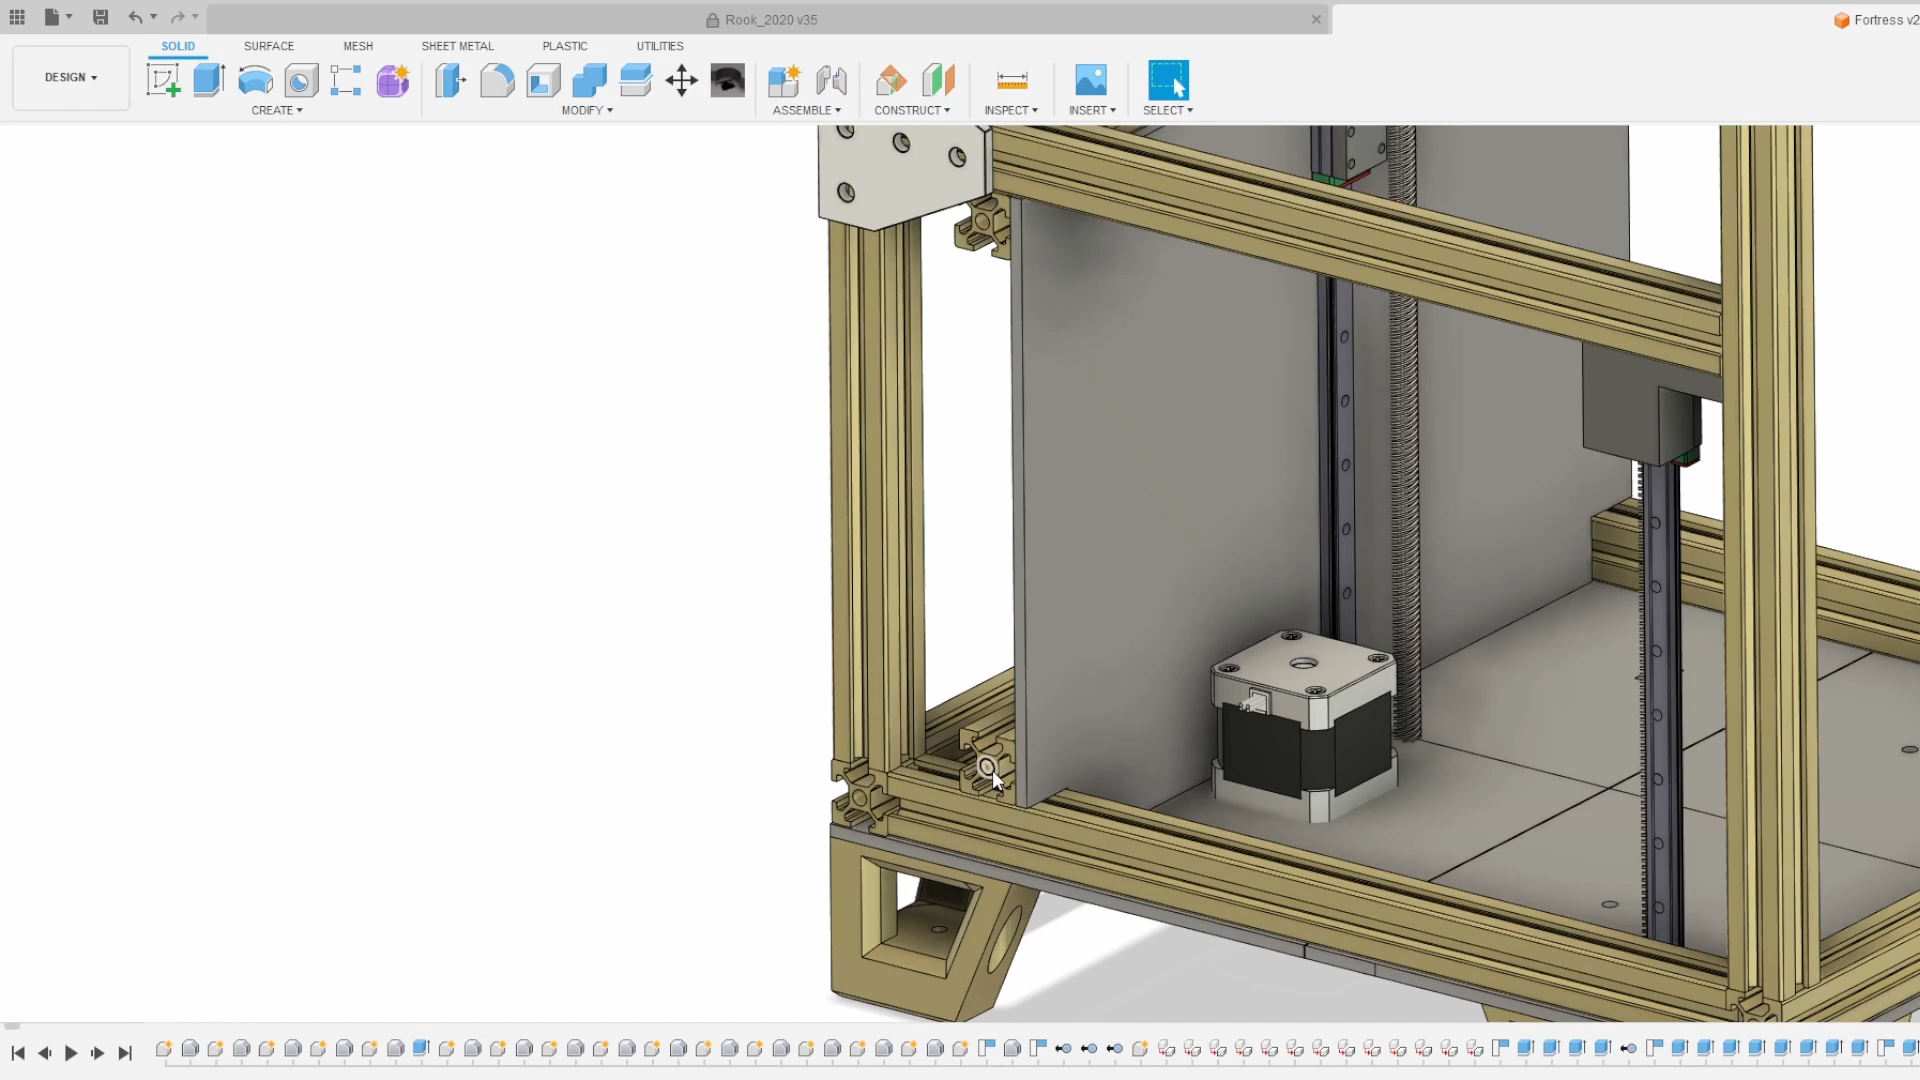 Rook_2020 v35
Fortress v2
DESIGN
SOLID SURFACE MESH SHEET METAL PLASTIC UTILITIES
CREATE MODIFY ASSEMBLE CONSTRUCT INSPECT INSERT SELECT